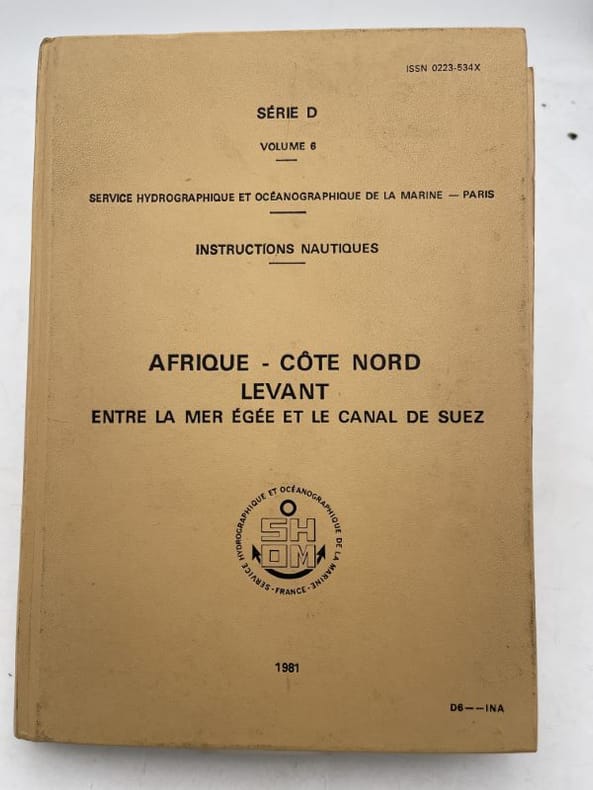 ISSN 0223-534X
SÉRIE D
VOLUME 6
SERVICE HYDROGRAPHIQUE ET OCÉANOGRAPHIQUE DE LA MARINE — PARIS
INSTRUCTIONS NAUTIQUES
AFRIQUE - CÔTE NORD
LEVANT
ENTRE LA MER ÉGÉE ET LE CANAL DE SUEZ
SERVICE HYDROGRAPHIQUE ET OCÉANOGRAPHIQUE DE LA MARINE
- FRANCE -
SH
OM
1981
D6——INA